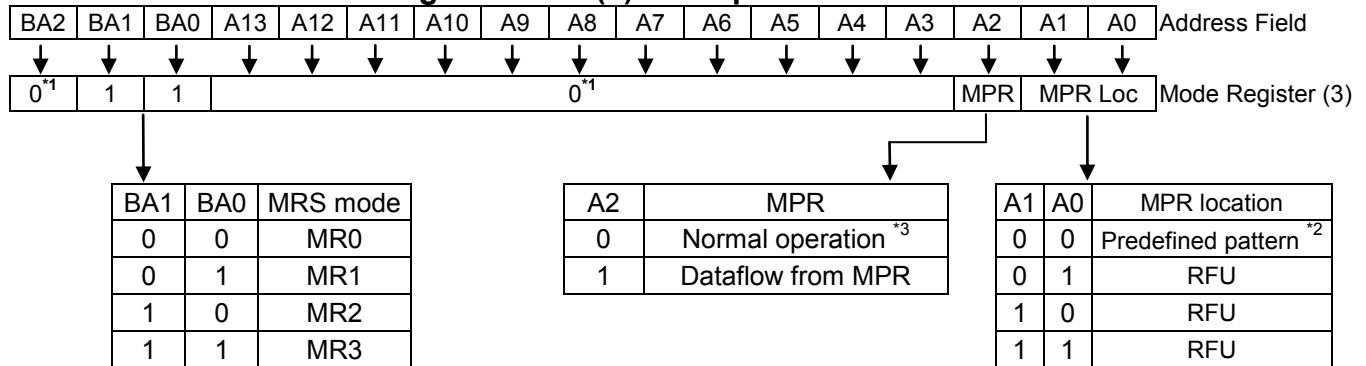 BA2 BA1 BA0 A13 A12 A11 A10 A9 A8 A7 A6 A5 A4 A3 A2 A1 A0 Address Field
0*1 1 1 0*1 MPR MPR Loc Mode Register (3)
BA1 BA0 MRS mode
0 0 MR0
0 1 MR1
1 0 MR2
1 1 MR3
A2 MPR
0 Normal operation *3
1 Dataflow from MPR
A1 A0 MPR location
0 0 Predefined pattern *2
0 1 RFU
1 0 RFU
1 1 RFU